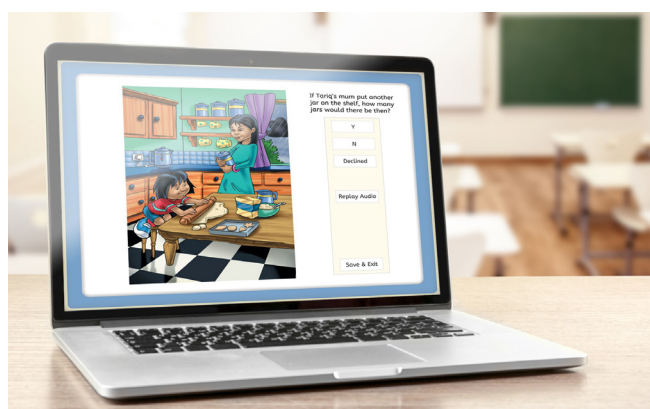 If Tariq's mum put another
jar on the shelf, how many
jars would there be then?
Y
N
Declined
Replay Audio
Save & Exit